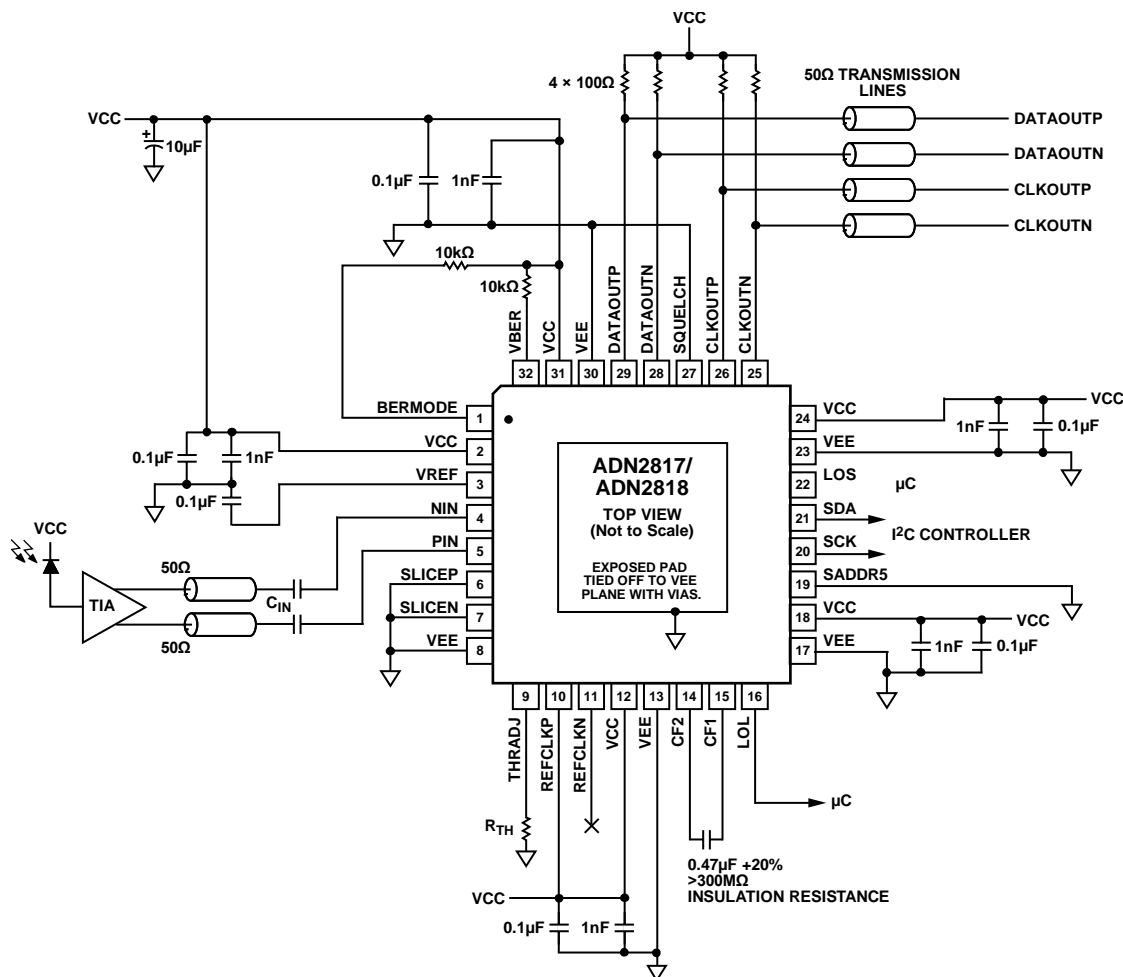 VCC
4 × 100Ω
50Ω TRANSMISSION
LINES
VCC
+
10µF
DATAOUTP
DATAOUTN
CLKOUTP
CLKOUTN
0.1µF
1nF
10kΩ
10kΩ
VBER
VCC
VEE
DATAOUTP
DATAOUTN
SQUELCH
CLKOUTP
CLKOUTN
32
31
30
29
28
27
26
25
BERMODE
1
VCC
2
VREF
3
NIN
4
PIN
5
SLICEP
6
SLICEN
7
VEE
8
0.1µF
1nF
0.1µF
VCC
TIA
50Ω
50Ω
CIN
ADN2817/
ADN2818
TOP VIEW
(Not to Scale)
EXPOSED PAD
TIED OFF TO VEE
PLANE WITH VIAS.
24
VCC
23
VEE
22
LOS
21
SDA
20
SCK
19
SADDR5
18
VCC
17
VEE
VCC
1nF
0.1µF
µC
I2C CONTROLLER
VCC
1nF
0.1µF
9
10
11
12
13
14
15
16
THRADJ
REFCLKP
REFCLKN
VCC
VEE
CF2
CF1
LOL
RTH
µC
0.47µF +20%
>300MΩ
INSULATION RESISTANCE
VCC
0.1µF
1nF